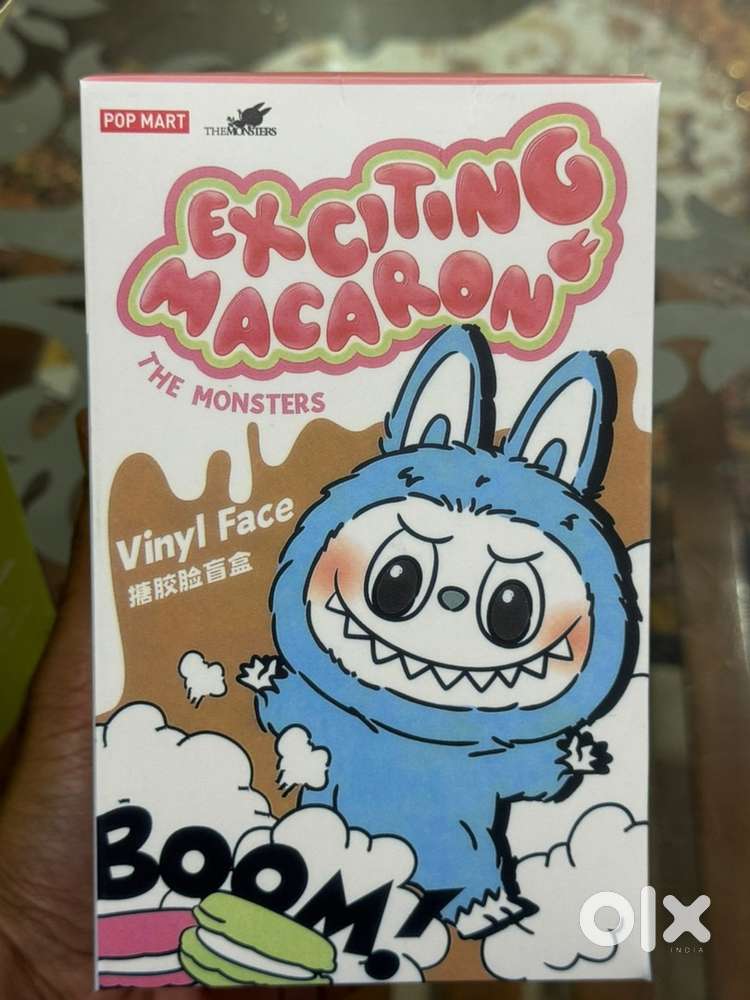 POP MART
THE MONSTERS
EXCITING
MACARON
THE MONSTERS
Vinyl Face
搪胶脸盲盒
BOOM!
olx
INDIA